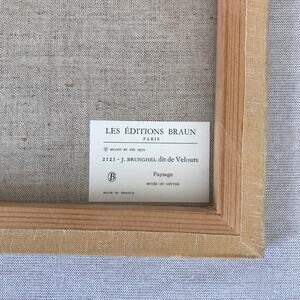 LES ÉDITIONS BRAUN
PARIS
2121 - J. BRUEGHEL dit de Velours
Paysage
MUSÉE DU LOUVRE
B
MADE IN FRANCE